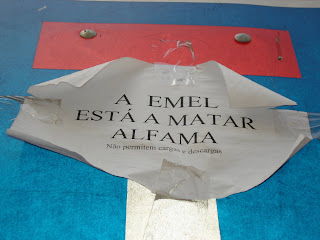 A EMEL
ESTÁ A MATAR
ALFAMA
Não permitem cargas e descargas